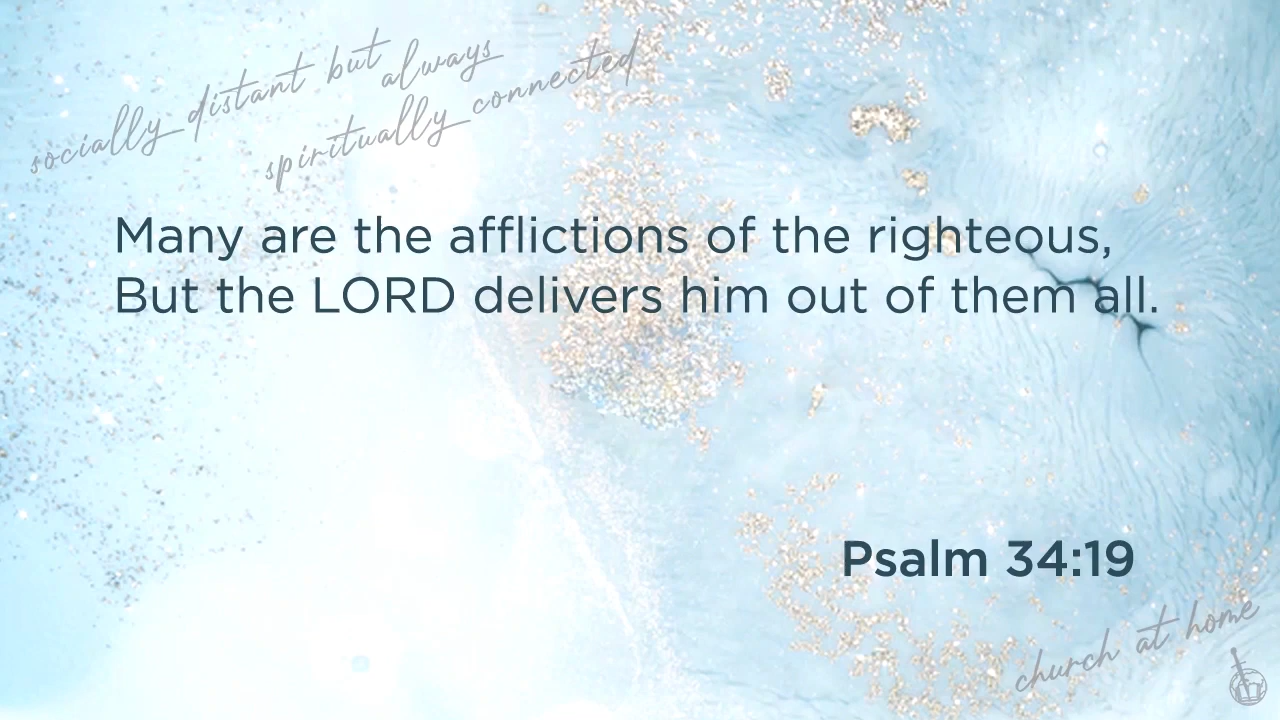 socially distant but always
spiritually connected
Many are the afflictions of the righteous,
But the LORD delivers him out of them all.
Psalm 34:19
church at home